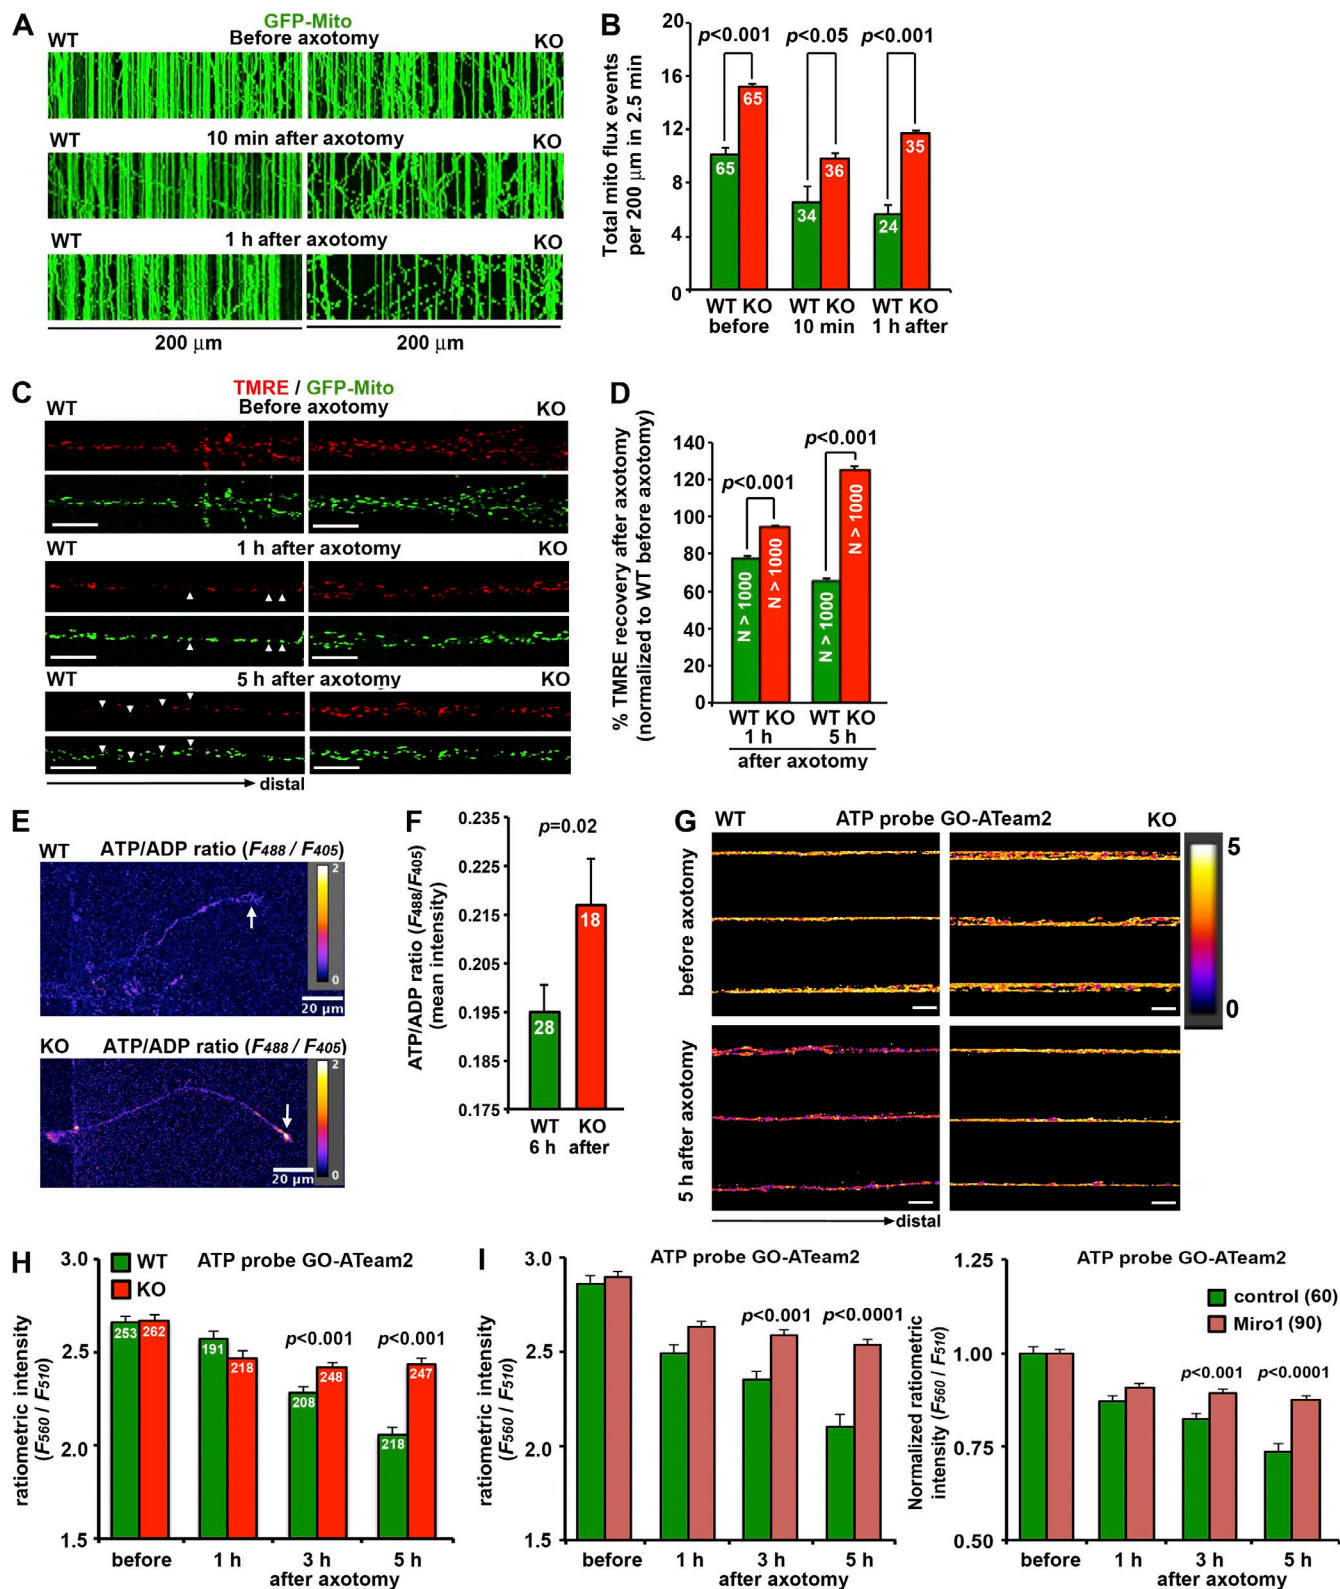 A
GFP-Mito
WT Before axotomy KO
WT 10 min after axotomy KO
WT 1 h after axotomy KO
200 μm 200 μm
B
Total mito flux events
per 200 μm in 2.5 min
20
16
12
8
4
0
p<0.001 p<0.05 p<0.001
65 65 34 36 24 35
WT KO WT KO WT KO
before 10 min 1 h after
C
TMRE / GFP-Mito
WT Before axotomy KO
WT 1 h after axotomy KO
WT 5 h after axotomy KO
distal
D
% TMRE recovery after axotomy
(normalized to WT before axotomy)
140
120
100
80
60
40
20
0
p<0.001
p<0.001
N > 1000 N > 1000 N > 1000 N > 1000
WT KO WT KO
1 h 5 h
after axotomy
E
WT ATP/ADP ratio (F488 / F405)
2
0
20 μm
KO ATP/ADP ratio (F488 / F405)
2
0
20 μm
F
ATP/ADP ratio (F488/F405)
(mean intensity)
0.235
0.225
0.215
0.205
0.195
0.185
0.175
p=0.02
28 18
WT KO
6 h after
G
WT ATP probe GO-ATeam2 KO
before axotomy
5 h after axotomy
5
0
distal
H
WT
KO
ATP probe GO-ATeam2
ratiometric intensity
(F560 / F510)
3.0
2.5
2.0
1.5
p<0.001 p<0.001
253 262 191 218 208 248 218 247
before 1 h 3 h 5 h
after axotomy
I
ATP probe GO-ATeam2
ratiometric intensity
(F560 / F510)
3.0
2.5
2.0
1.5
p<0.001 p<0.0001
before 1 h 3 h 5 h
after axotomy
ATP probe GO-ATeam2
Normalized ratiometric
intensity (F560 / F510)
1.25
1.00
0.75
0.50
control (60)
Miro1 (90)
p<0.001 p<0.0001
before 1 h 3 h 5 h
after axotomy